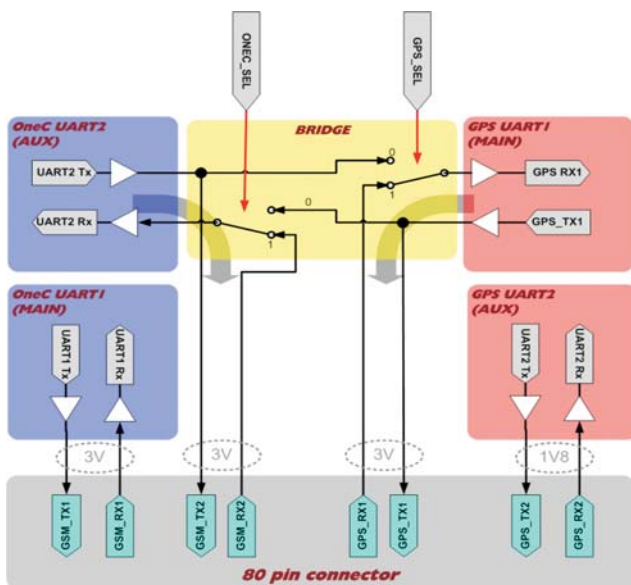 ONEC_SEL
GPS_SEL
OneC UART2
(AUX)
BRIDGE
GPS UART1
(MAIN)
UART2 Tx
0
GPS RX1
UART2 Rx
0
1
GPS_TX1
1
OneC UART1
(MAIN)
GPS UART2
(AUX)
UART1 Tx
UART1 Rx
UART2 Tx
UART2 Rx
3V
3V
3V
1V8
GSM_TX1
GSM_RX1
GSM_TX2
GSM_RX2
GPS_RX1
GPS_TX1
GPS_TX2
GPS_RX2
80 pin connector